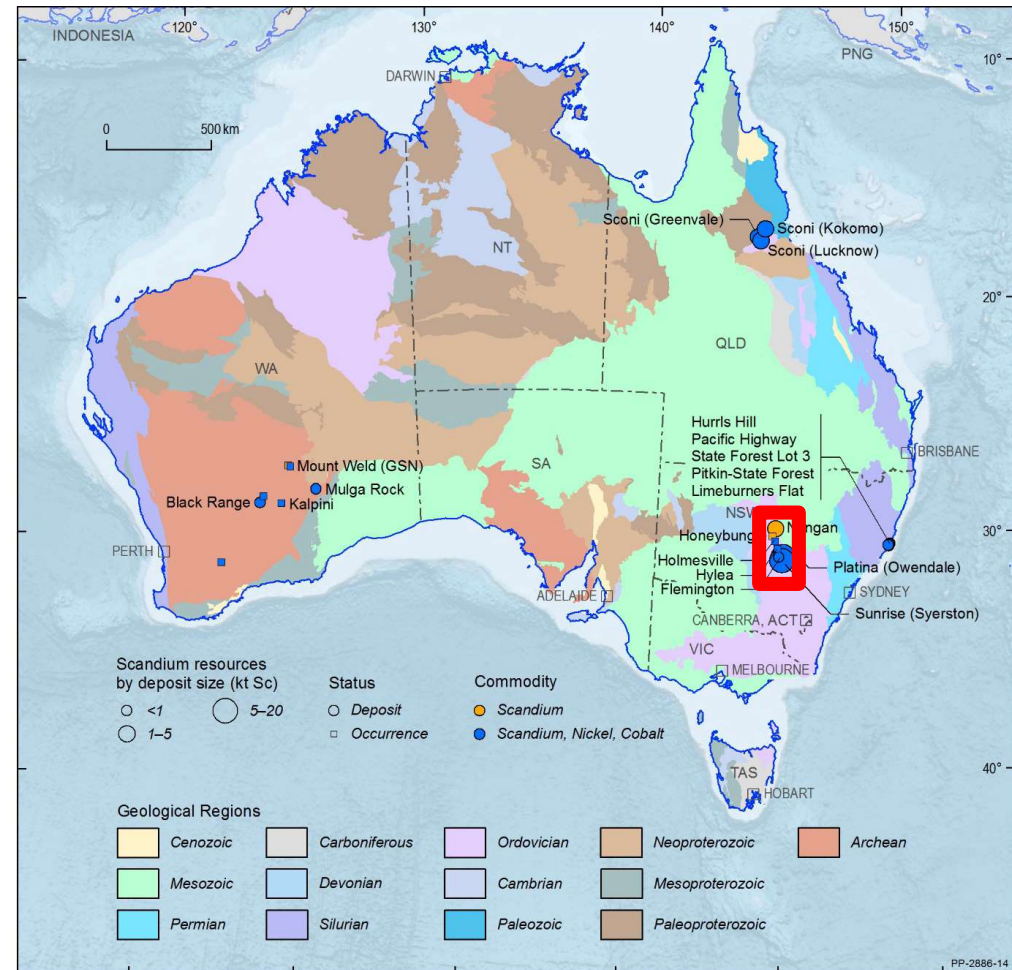 INDONESIA
120°
130°
140°
150°
PNG
10°
DARWIN
0
500 km
NT
Sconi (Greenvale)
Sconi (Kokomo)
Sconi (Lucknow)
20°
QLD
WA
Hurrls Hill
Pacific Highway
State Forest Lot 3
Pitkin-State Forest
Limeburners Flat
BRISBANE
SA
Mount Weld (GSN)
Mulga Rock
Black Range
Kalpini
NSW
30°
Honeybung
PERTH
Holmesville
Hylea
Flemington
Platina (Owendale)
ADELAIDE
SYDNEY
Sunrise (Syerston)
CANBERRA, ACT
VIC
MELBOURNE
Scandium resources
by deposit size (kt Sc)
<1
5–20
1–5
Status
Deposit
Occurrence
Commodity
Scandium
Scandium, Nickel, Cobalt
40°
TAS
HOBART
Geological Regions
Cenozoic
Carboniferous
Ordovician
Neoproterozoic
Archean
Mesozoic
Devonian
Cambrian
Mesoproterozoic
Permian
Silurian
Paleozoic
Paleoproterozoic
PP-2886-14